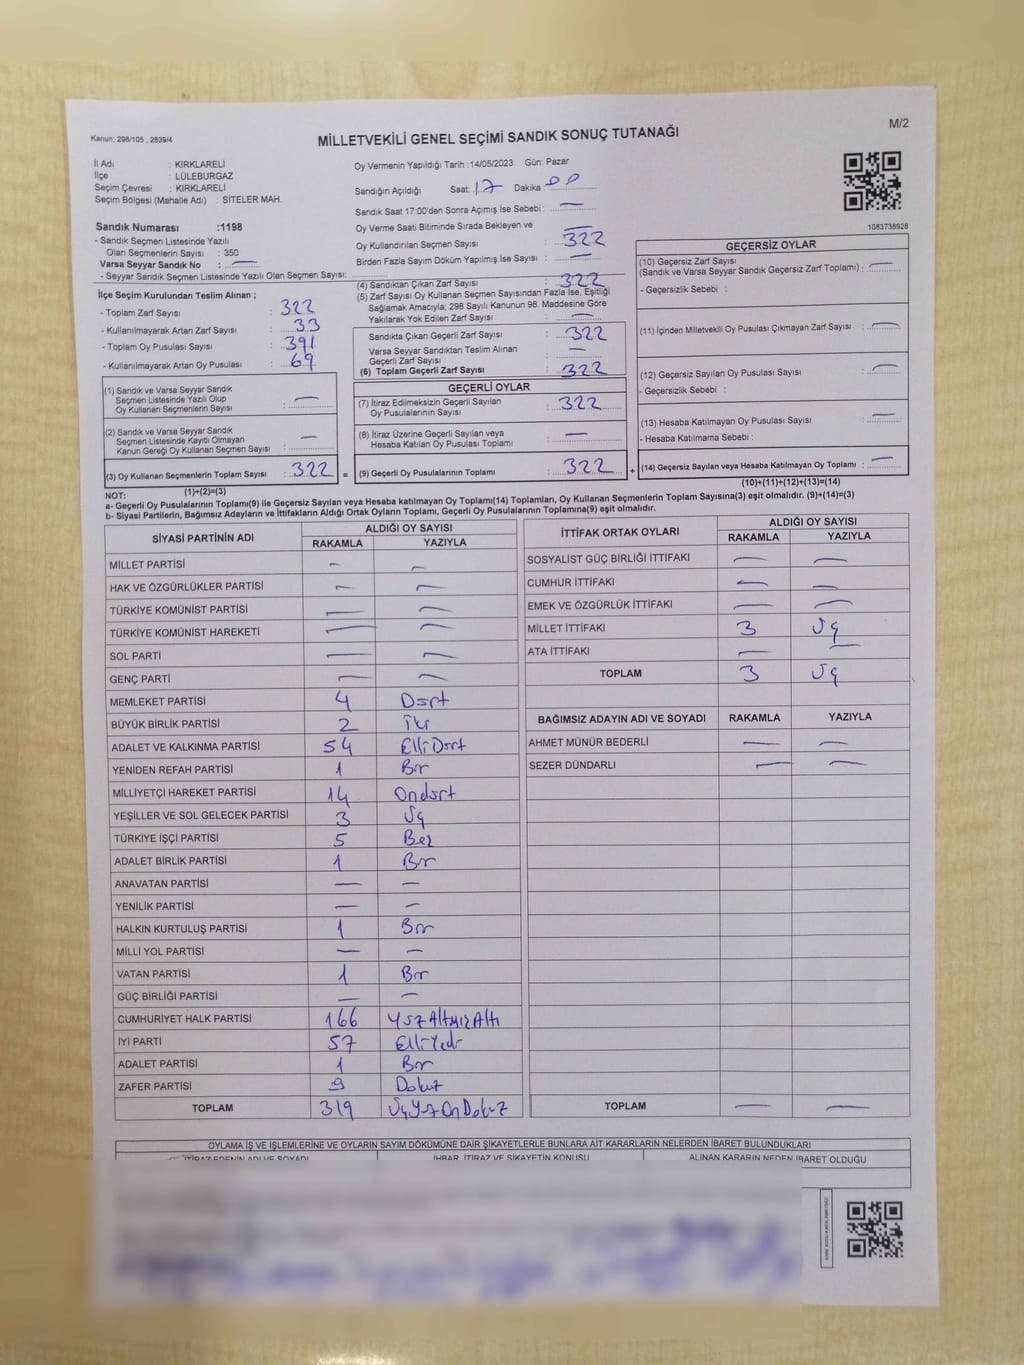 Kanun: 298/105 , 2839/4
M/2
MİLLETVEKİLİ GENEL SEÇİMİ SANDIK SONUÇ TUTANAĞI
İl Adı : KIRKLARELİ
İlçe : LÜLEBURGAZ
Seçim Çevresi : KIRKLARELİ
Seçim Bölgesi (Mahalle Adı) : SİTELER MAH.
Sandık Numarası :1198
- Sandık Seçmen Listesinde Yazılı
Olan Seçmenlerin Sayısı : 350
Varsa Seyyar Sandık No : —
- Seyyar Sandık Seçmen Listesinde Yazılı Olan Seçmen Sayısı:
Oy Vermenin Yapıldığı Tarih :14/05/2023 Gün: Pazar
Sandığın Açıldığı Saat: 17 Dakika: 00
Sandık Saat 17:00'den Sonra Açımış İse Sebebi : —
Oy Verme Saati Bitiminde Sırada Bekleyen ve
Oy Kullandırılan Seçmen Sayısı : 322
Birden Fazla Sayım Döküm Yapılmış İse Sayısı : —
1083738928
İlçe Seçim Kurulundan Teslim Alınan ;
- Toplam Zarf Sayısı : 322
- Kullanılmayarak Artan Zarf Sayısı : 33
- Toplam Oy Pusulası Sayısı : 391
- Kullanılmayarak Artan Oy Pusulası : 69
(4) Sandıktan Çıkan Zarf Sayısı : 322
(5) Zarf Sayısı Oy Kullanan Seçmen Sayısından Fazla İse, Eşitliği
Sağlamak Amacıyla; 298 Sayılı Kanunun 98. Maddesine Göre
Yakılarak Yok Edilen Zarf Sayısı : —
Sandıkta Çıkan Geçerli Zarf Sayısı : 322
Varsa Seyyar Sandıktan Teslim Alınan
Geçerli Zarf Sayısı : —
(6) Toplam Geçerli Zarf Sayısı : 322
GEÇERSİZ OYLAR
(10) Geçersiz Zarf Sayısı
(Sandık ve Varsa Seyyar Sandık Geçersiz Zarf Toplamı) : —
- Geçersizlik Sebebi :
(11) İçinden Milletvekili Oy Pusulası Çıkmayan Zarf Sayısı : —
(12) Geçersiz Sayılan Oy Pusulası Sayısı : —
- Geçersizlik Sebebi :
(13) Hesaba Katılmayan Oy Pusulası Sayısı : —
- Hesaba Katılmama Sebebi :
(1) Sandık ve Varsa Seyyar Sandık
Seçmen Listesinde Yazılı Olup
Oy Kullanan Seçmenlerin Sayısı : —
(2) Sandık ve Varsa Seyyar Sandık
Seçmen Listesinde Kayıtlı Olmayan
Kanun Gereği Oy Kullanan Seçmen Sayısı : —
GEÇERLİ OYLAR
(7) İtiraz Edilmeksizin Geçerli Sayılan
Oy Pusulalarının Sayısı : 322
(8) İtiraz Üzerine Geçerli Sayılan veya
Hesaba Katılan Oy Pusulası Toplamı : —
(3) Oy Kullanan Seçmenlerin Toplam Sayısı : 322 = (9) Geçerli Oy Pusulalarının Toplamı : 322 + (14) Geçersiz Sayılan veya Hesaba Katılmayan Oy Toplamı : —
(1)+(2)=(3)
(10)+(11)+(12)+(13)=(14)
NOT:
a- Geçerli Oy Pusulalarının Toplamı(9) ile Geçersiz Sayılan veya Hesaba katılmayan Oy Toplamı(14) Toplamları, Oy Kullanan Seçmenlerin Toplam Sayısına(3) eşit olmalıdır. (9)+(14)=(3)
b- Siyasi Partilerin, Bağımsız Adayların ve İttifakların Aldığı Ortak Oyların Toplamı, Geçerli Oy Pusulalarının Toplamına(9) eşit olmalıdır.
SİYASİ PARTİNİN ADI ALDIĞI OY SAYISI
RAKAMLA YAZIYLA
MİLLET PARTİSİ — —
HAK VE ÖZGÜRLÜKLER PARTİSİ — —
TÜRKİYE KOMÜNİST PARTİSİ — —
TÜRKİYE KOMÜNİST HAREKETİ — —
SOL PARTİ — —
GENÇ PARTİ — —
MEMLEKET PARTİSİ 4 Dört
BÜYÜK BİRLİK PARTİSİ 2 İki
ADALET VE KALKINMA PARTİSİ 54 Elli Dört
YENİDEN REFAH PARTİSİ 1 Bir
MİLLİYETÇİ HAREKET PARTİSİ 14 Ondört
YEŞİLLER VE SOL GELECEK PARTİSİ 3 Üç
TÜRKİYE İŞÇİ PARTİSİ 5 Beş
ADALET BİRLİK PARTİSİ 1 Bir
ANAVATAN PARTİSİ — —
YENİLİK PARTİSİ — —
HALKIN KURTULUŞ PARTİSİ 1 Bir
MİLLİ YOL PARTİSİ — —
VATAN PARTİSİ 1 Bir
GÜÇ BİRLİĞİ PARTİSİ — —
CUMHURİYET HALK PARTİSİ 166 Yüz Altmış Altı
İYİ PARTİ 57 Elli Yedi
ADALET PARTİSİ 1 Bir
ZAFER PARTİSİ 9 Dokuz
TOPLAM 319 Üç Yüz On Dokuz
İTTİFAK ORTAK OYLARI ALDIĞI OY SAYISI
RAKAMLA YAZIYLA
SOSYALİST GÜÇ BİRLİĞİ İTTİFAKI — —
CUMHUR İTTİFAKI — —
EMEK VE ÖZGÜRLÜK İTTİFAKI — —
MİLLET İTTİFAKI 3 Üç
ATA İTTİFAKI — —
TOPLAM 3 Üç
BAĞIMSIZ ADAYIN ADI VE SOYADI RAKAMLA YAZIYLA
AHMET MÜNÜR BEDERLİ — —
SEZER DÜNDARLI — —
TOPLAM — —
OYLAMA İŞ VE İŞLEMLERİNE VE OYLARIN SAYIM DÖKÜMÜNE DAİR ŞİKAYETLERLE BUNLARA AİT KARARLARIN NELERDEN İBARET BULUNDUKLARI
İTİRAZ EDENİN ADI VE SOYADI İHBAR, İTİRAZ VE ŞİKAYETİN KONUSU ALINAN KARARIN NEDEN İBARET OLDUĞU